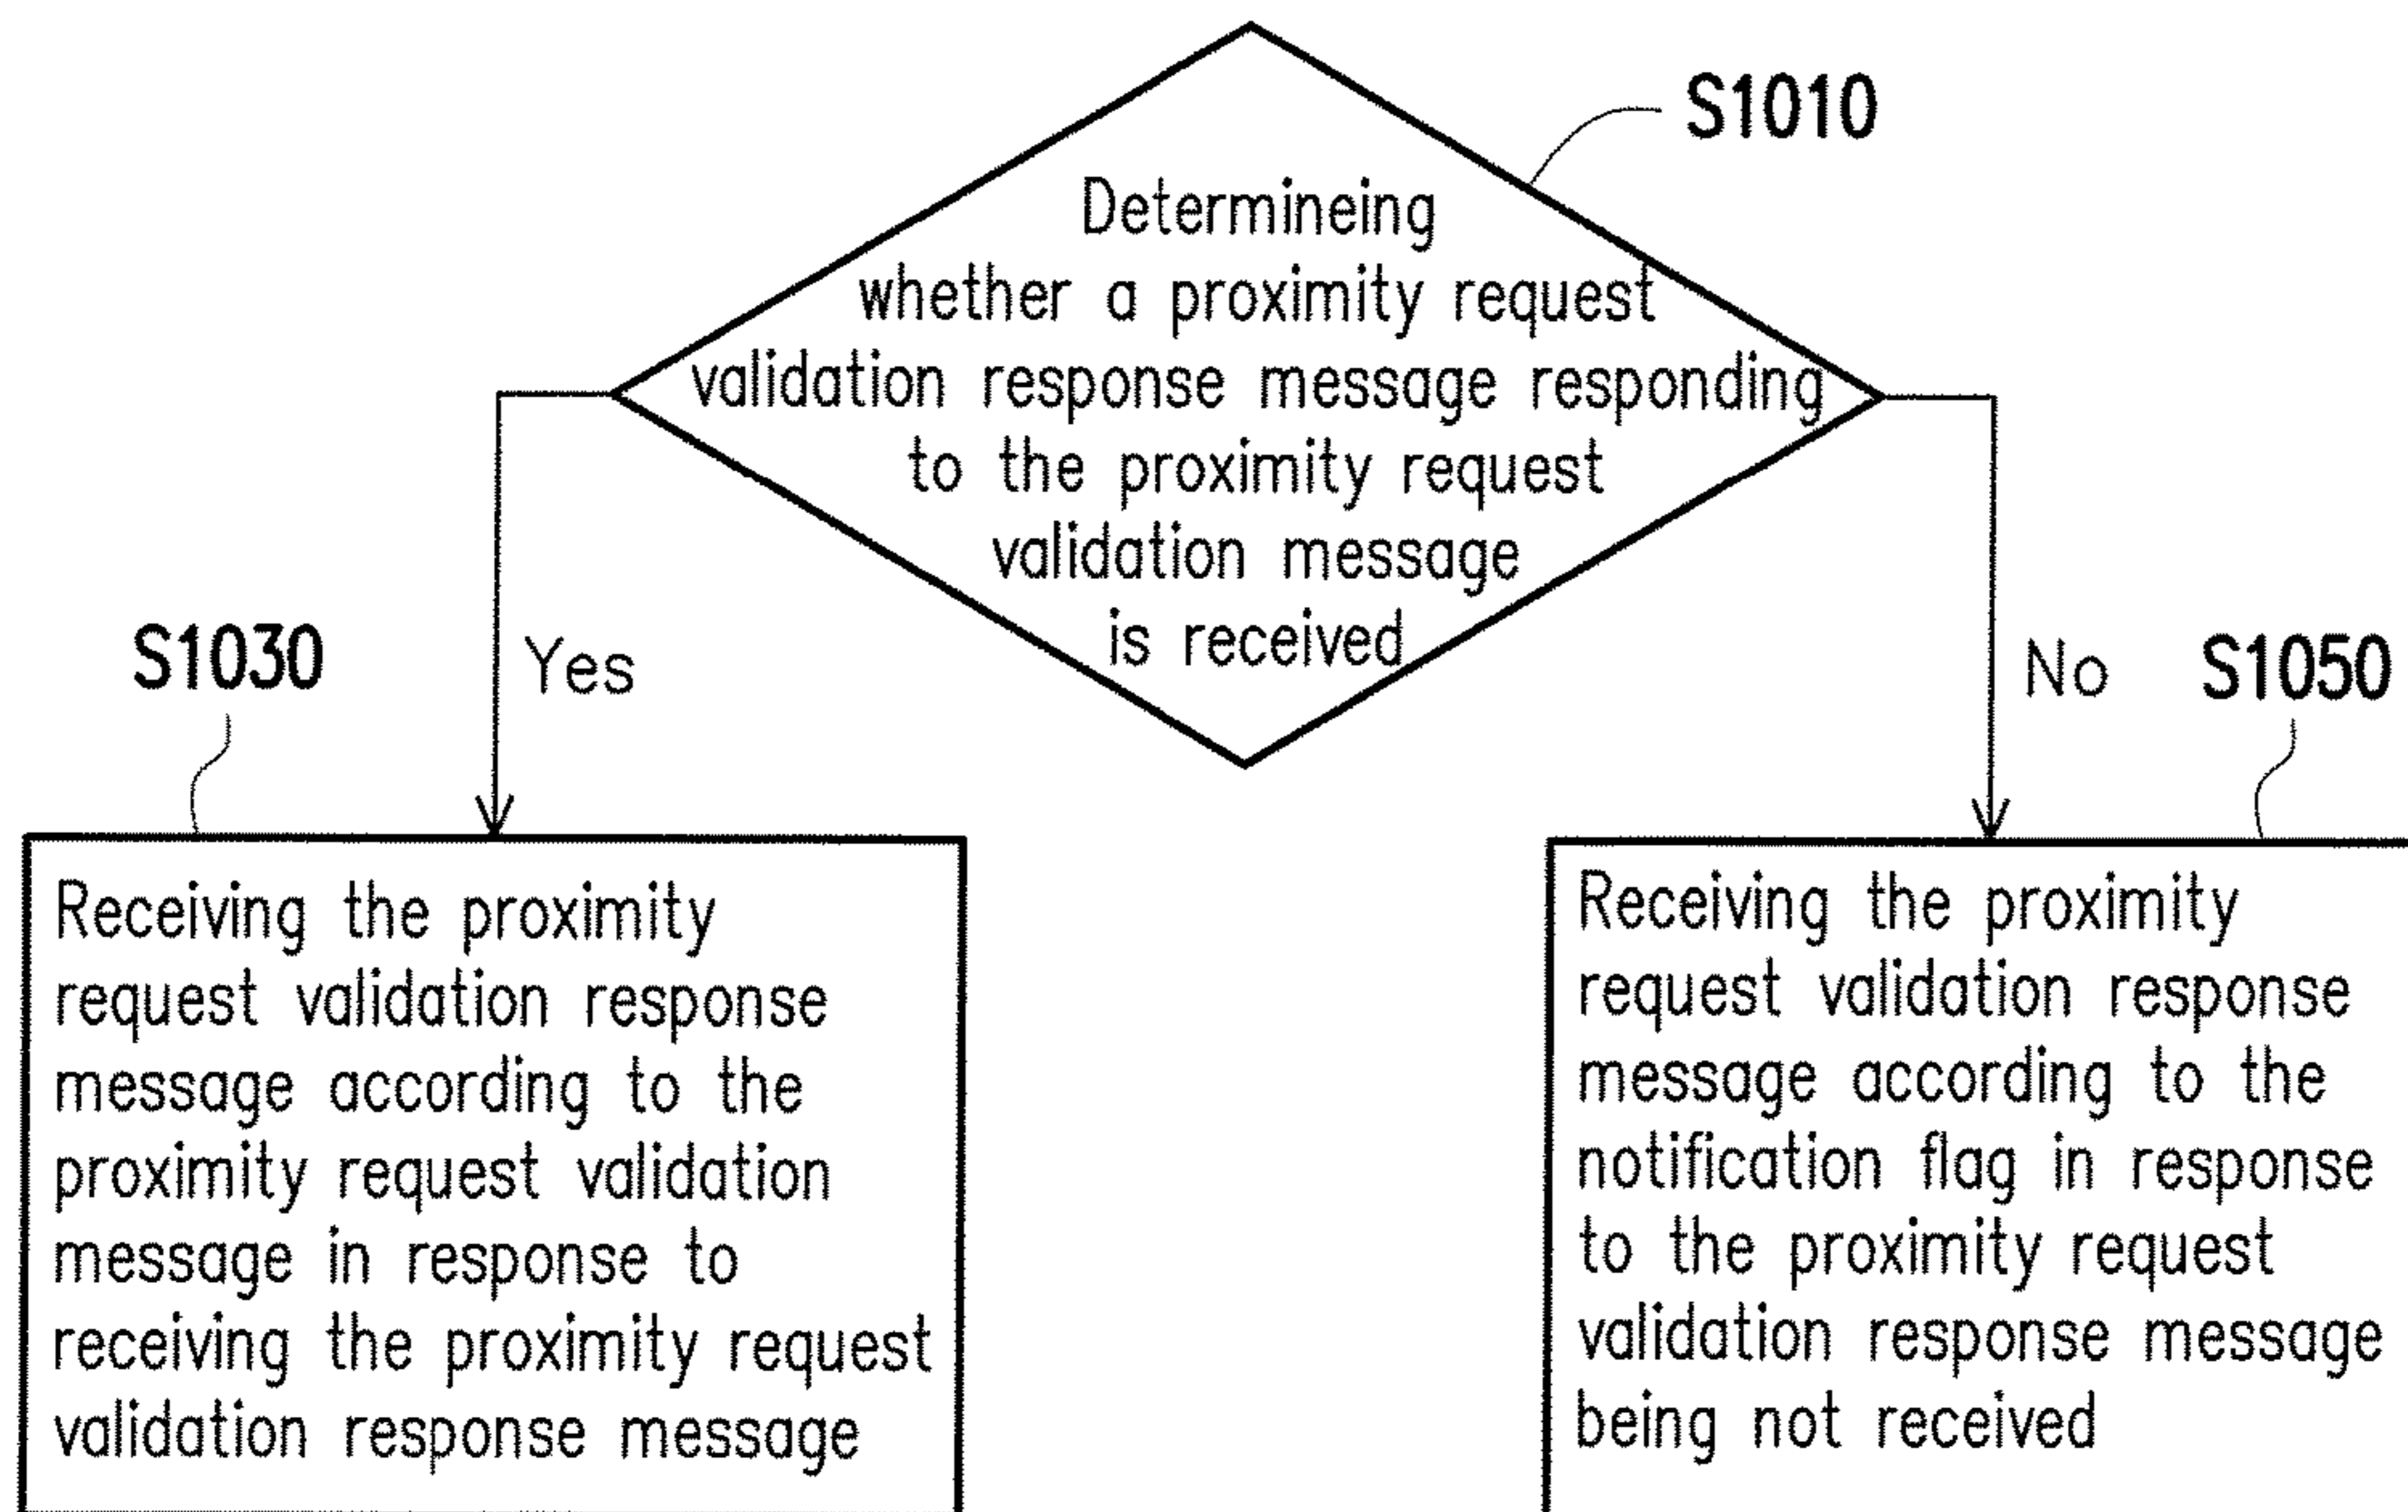 S1010
Determineing
whether a proximity request
validation response message responding
to the proximity request
validation message
is received
S1030
Yes
No
S1050
Receiving the proximity
request validation response
message according to the
proximity request validation
message in response to
receiving the proximity request
validation response message
Receiving the proximity
request validation response
message according to the
notification flag in response
to the proximity request
validation response message
being not received